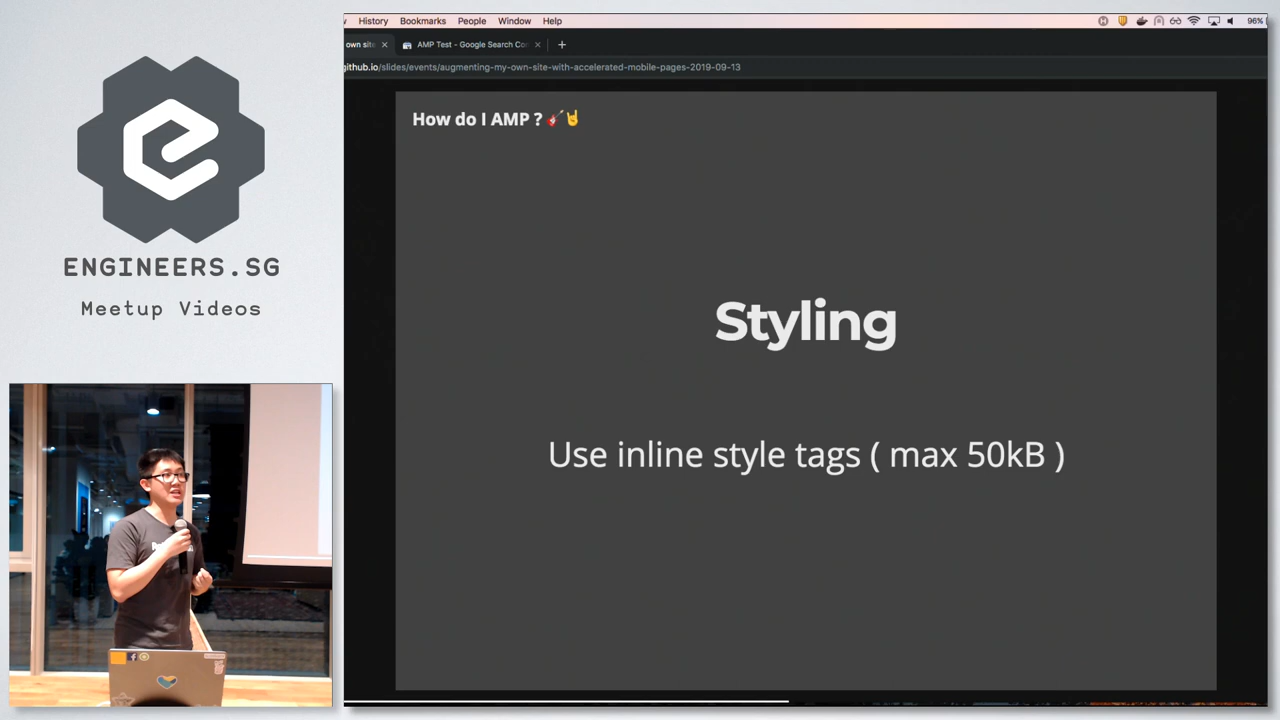 ENGINEERS.SG
Meetup Videos
History Bookmarks People Window Help
96%
own site
AMP Test - Google Search Co
github.io/slides/events/augmenting-my-own-site-with-accelerated-mobile-pages-2019-09-13
How do I AMP ? 🎸🤘
Styling
Use inline style tags ( max 50kB )